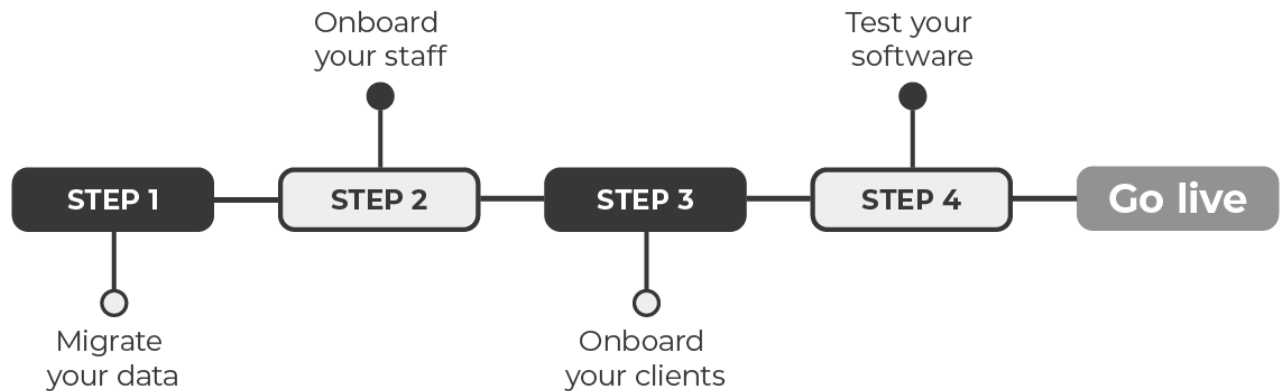 Onboard
your staff
Test your
software
STEP 1
STEP 2
STEP 3
STEP 4
Go live
Migrate
your data
Onboard
your clients